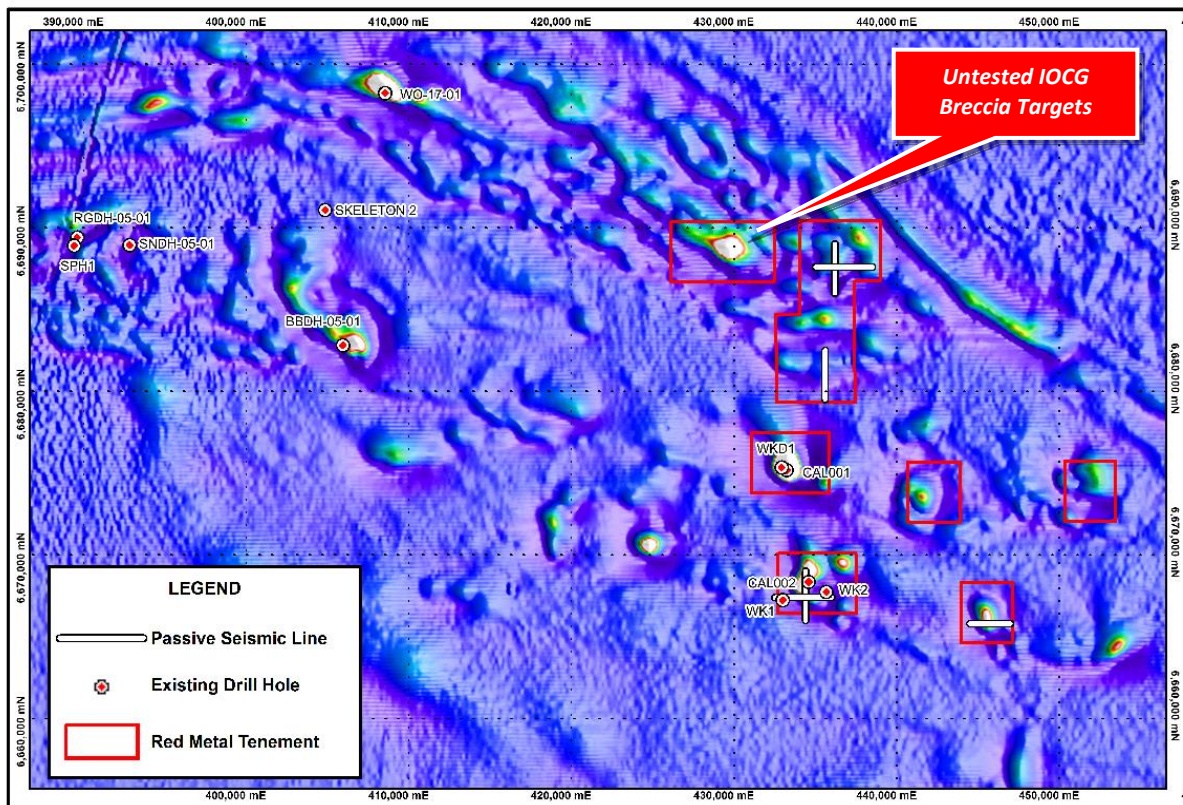 390,000 mE
400,000 mE
410,000 mE
420,000 mE
430,000 mE
440,000 mE
450,000 mE
Untested IOCG
Breccia Targets
6,700,000 mN
WO-17-01
SKELETON 2
RGDH-05-01
SPH1
SNDH-05-01
6,690,000 mN
6,690,000 mN
BBDH-05-01
6,680,000 mN
6,680,000 mN
WKD1
CAL001
6,670,000 mN
6,670,000 mN
CAL002
WK2
WK1
LEGEND
Passive Seismic Line
Existing Drill Hole
Red Metal Tenement
6,660,000 mN
6,660,000 mN
400,000 mE
410,000 mE
420,000 mE
430,000 mE
440,000 mE
450,000 mE